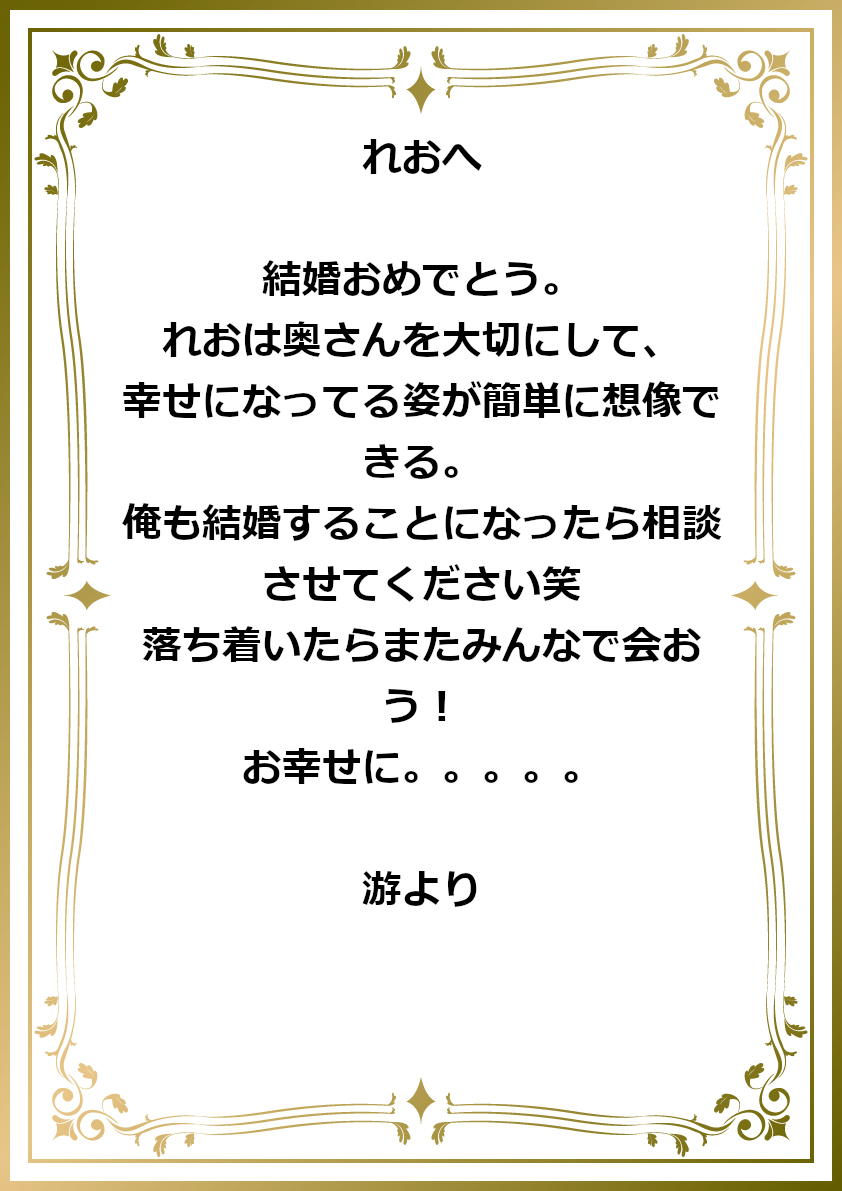 れおへ
結婚おめでとう。
れおは奥さんを大切にして、
幸せになってる姿が簡単に想像で
きる。
俺も結婚することになったら相談
させてください笑
落ち着いたらまたみんなで会お
う！
お幸せに。。。。。
游より